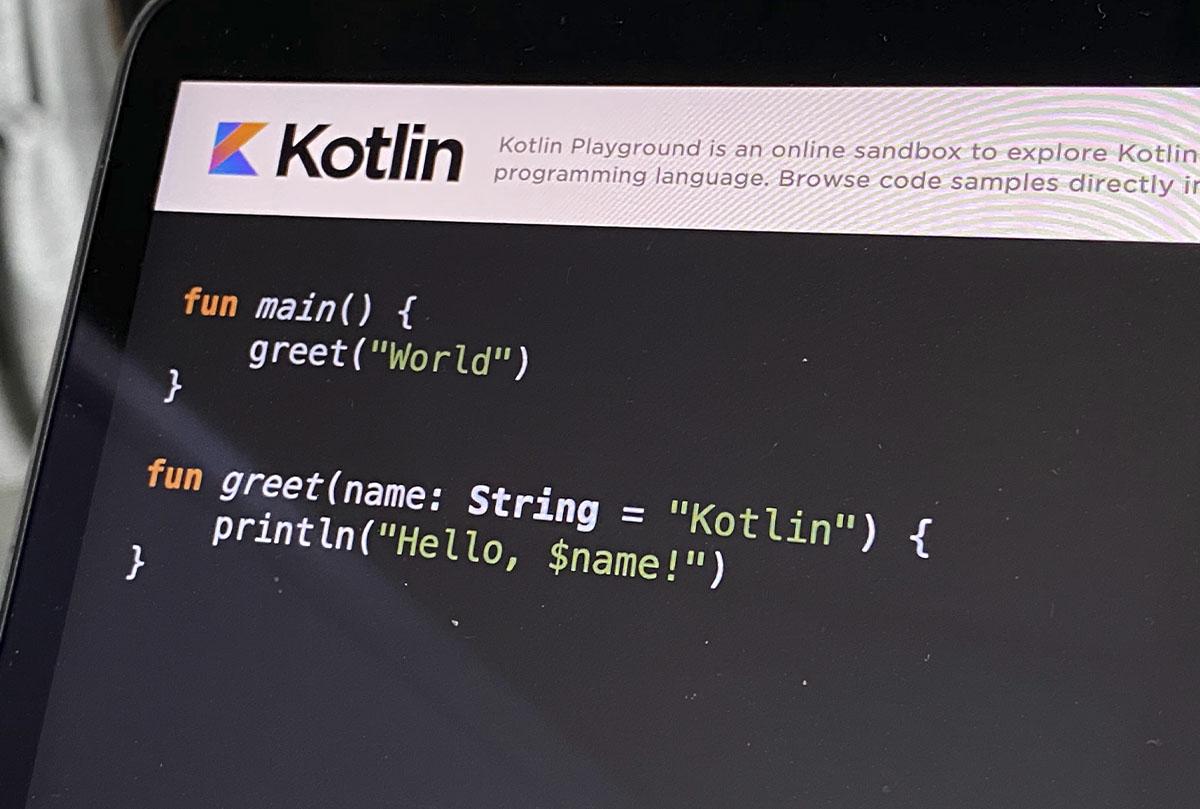 Kotlin
Kotlin Playground is an online sandbox to explore Kotlin
programming language. Browse code samples directly
fun main() {
    greet("World")
}
fun greet(name: String = "Kotlin") {
    println("Hello, $name!")
}